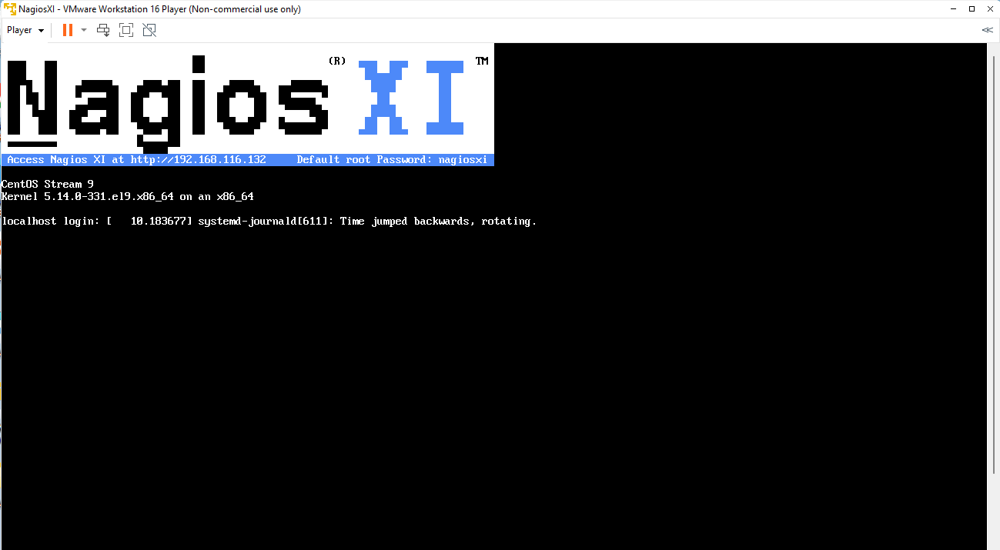 NagiosXI - VMware Workstation 16 Player (Non-commercial use only)
Player
Nagios (R) XI TM
Access Nagios XI at http://192.168.116.132 Default root Password: nagiosxi
CentOS Stream 9
Kernel 5.14.0-331.el9.x86_64 on an x86_64
localhost login: [   10.183677] systemd-journald[611]: Time jumped backwards, rotating.